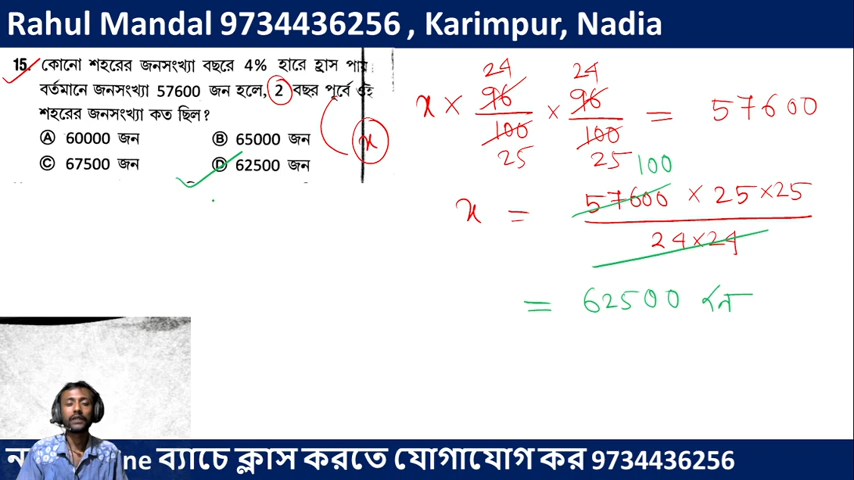 Rahul Mandal 9734436256 , Karimpur, Nadia
15. কোনো শহরের জনসংখ্যা বছরে 4% হারে হ্রাস পায়
বর্তমানে জনসংখ্যা 57600 জন হলে, 2 বছর পূর্বে ওই
শহরের জনসংখ্যা কত ছিল?
Ⓐ 60000 জন Ⓑ 65000 জন
Ⓒ 67500 জন Ⓓ 62500 জন
x
24 24
x × 96/100 × 96/100 = 57600
25 25
100
x = 57600 × 25 × 25 / 24 × 24
= 62500 জন
ne ব্যাচে ক্লাস করতে যোগাযোগ কর 9734436256